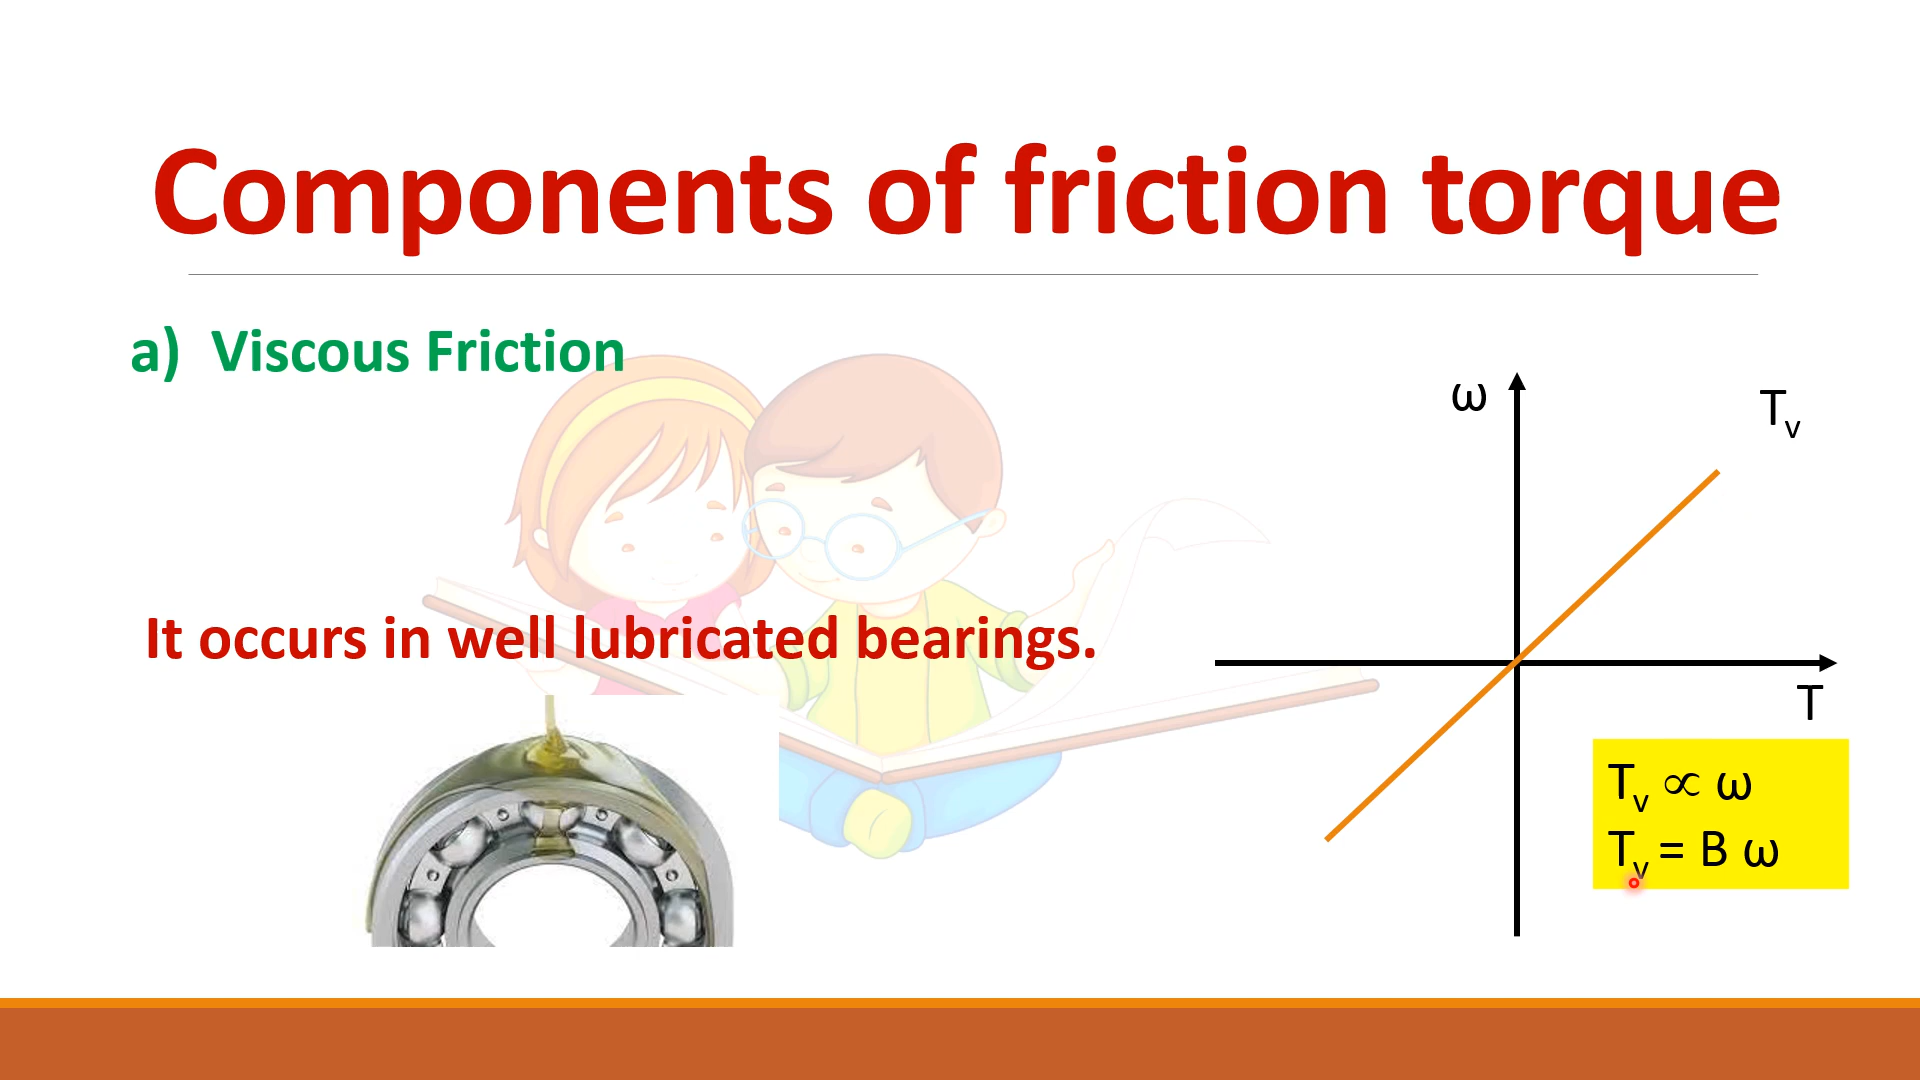 Components of friction torque
a) Viscous Friction
ω
Tᵥ
It occurs in well lubricated bearings.
T
Tᵥ ∝ ω
Tᵥ = B ω